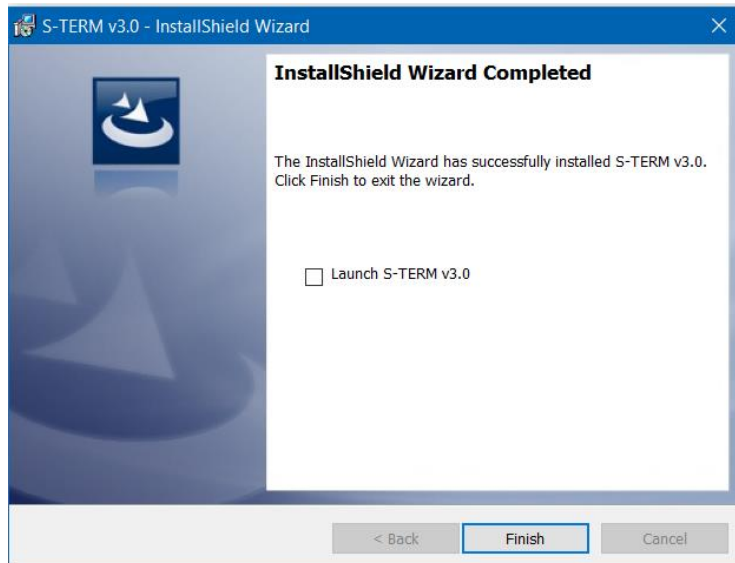 S-TERM v3.0 - InstallShield Wizard
InstallShield Wizard Completed
The InstallShield Wizard has successfully installed S-TERM v3.0.
Click Finish to exit the wizard.
Launch S-TERM v3.0
< Back
Finish
Cancel